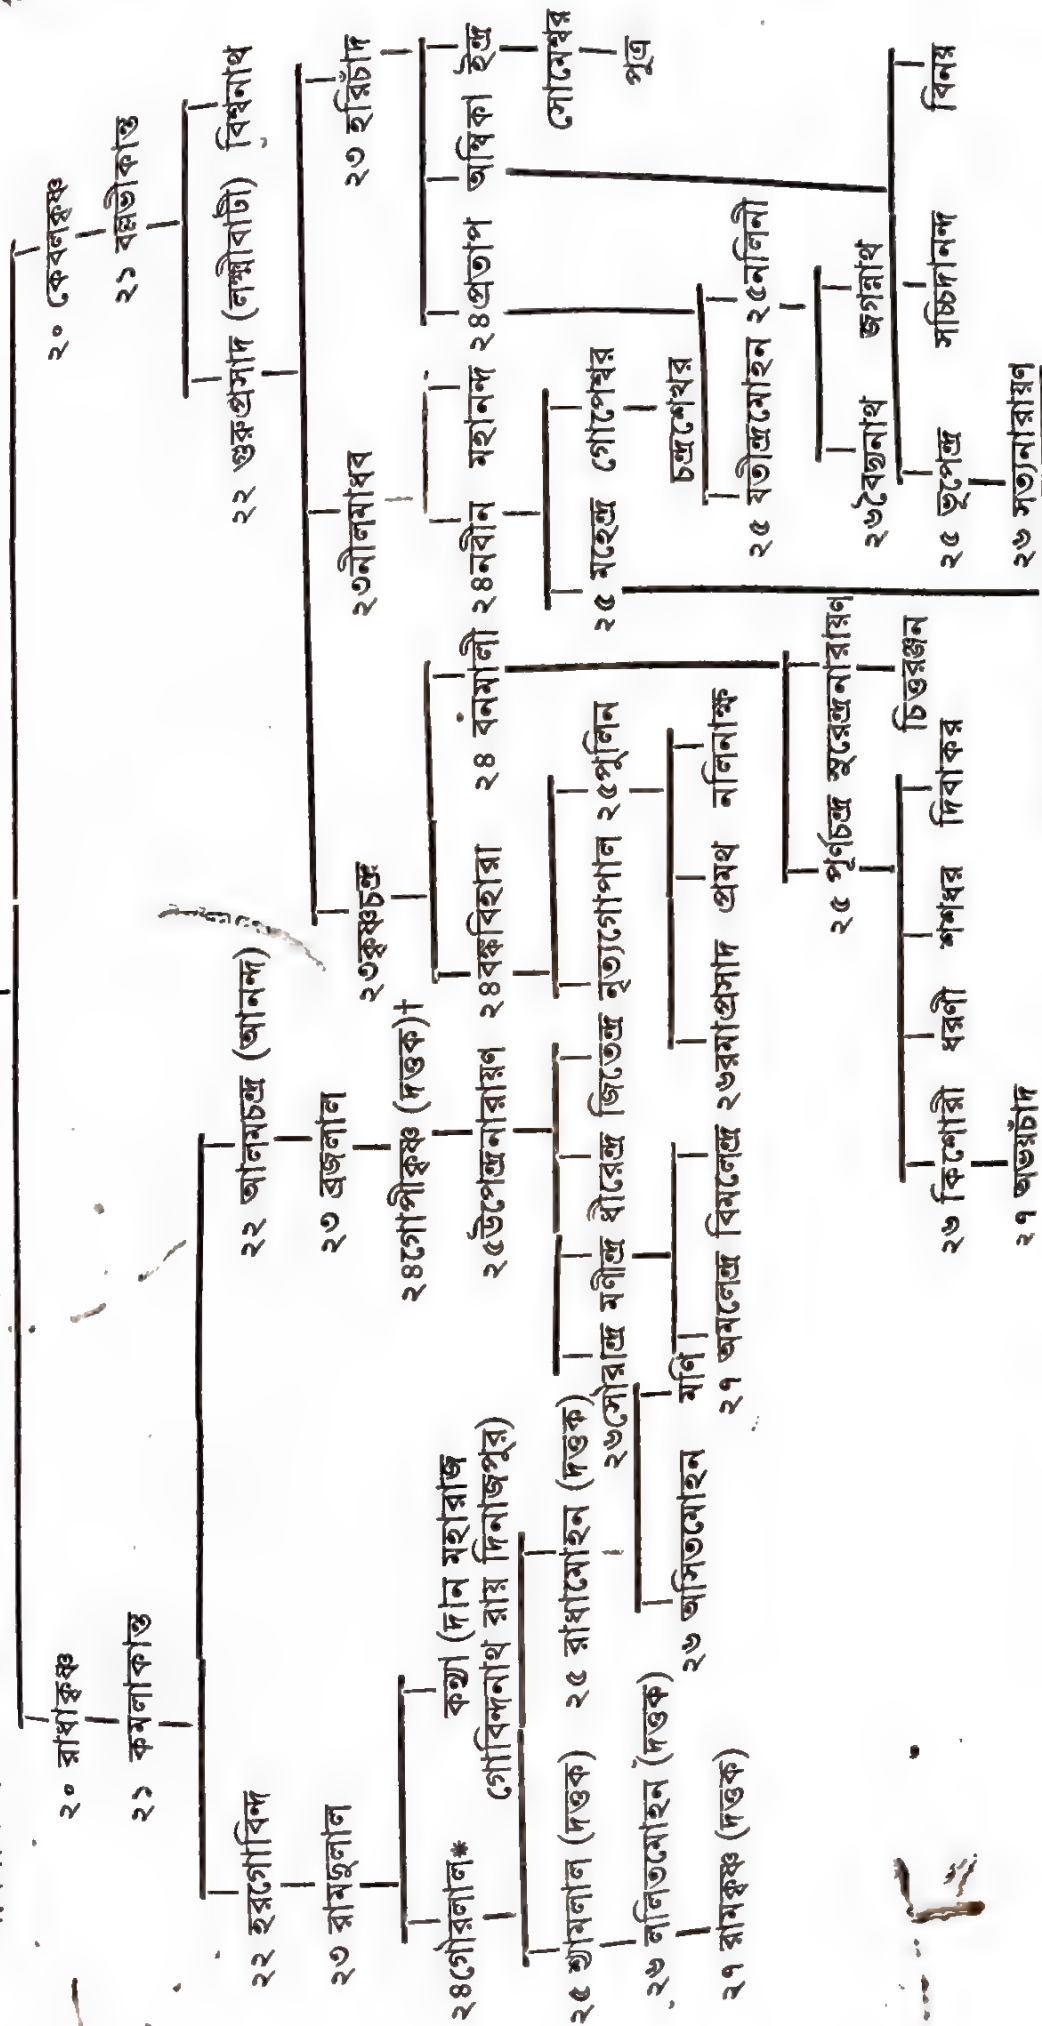 ২০ রাধাকৃষ্ণ ২০ কেবলকৃষ্ণ
২১ কমলাকান্ত ২১ বল্লভীকান্ত
২২ হরগোবিন্দ ২২ আলমচন্দ্র (আনন্দ) ২২ গুরুপ্রসাদ (লক্ষ্মীবাটী) বিশ্বনাথ
২৩ রামদুলাল ২৩ ব্রজলাল ২৩কৃষ্ণচন্দ্র ২৩নীলমাধব ২৩ হরিচাঁদ
২৪গৌরলাল* কন্যা (দান মহারাজ
গোবিন্দনাথ রায় দিনাজপুর)
২৪গোপীকৃষ্ণ (দত্তক)†
২৫উপেন্দ্রনারায়ণ ২৪বঙ্কবিহারী ২৪ বনমালী ২৪নবীন মহানন্দ ২৪প্রতাপ অম্বিকা ইন্দ্র
সোমেশ্বর
পুত্র
২৫ শ্যামলাল (দত্তক) ২৫ রাধামোহন (দত্তক)
২৬সৌরীন্দ্র মণীন্দ্র ধীরেন্দ্র জিতেন্দ্র নৃত্যগোপাল ২৫পুলিন ২৫ মহেন্দ্র গোপেশ্বর
চন্দ্রশেখর
২৬ ললিতমোহন (দত্তক) ২৬ অসিতমোহন মণি।
২৭ রামকৃষ্ণ (দত্তক) ২৭ অমলেন্দ্র বিমলেন্দ্র ২৬রমাপ্রসাদ প্রমথ নলিনাক্ষ ২৫ যতীন্দ্রমোহন ২৫নলিনী
২৫ পূর্ণচন্দ্র সুরেন্দ্রনারায়ণ ২৬বৈদ্যনাথ জগন্নাথ
চিত্তরঞ্জন
২৬ কিশোরী ধরণী শশধর দিবাকর ২৫ ভূপেন্দ্র সচ্চিদানন্দ বিনয়
২৭ অভয়চাঁদ ২৬ সত্যনারায়ণ